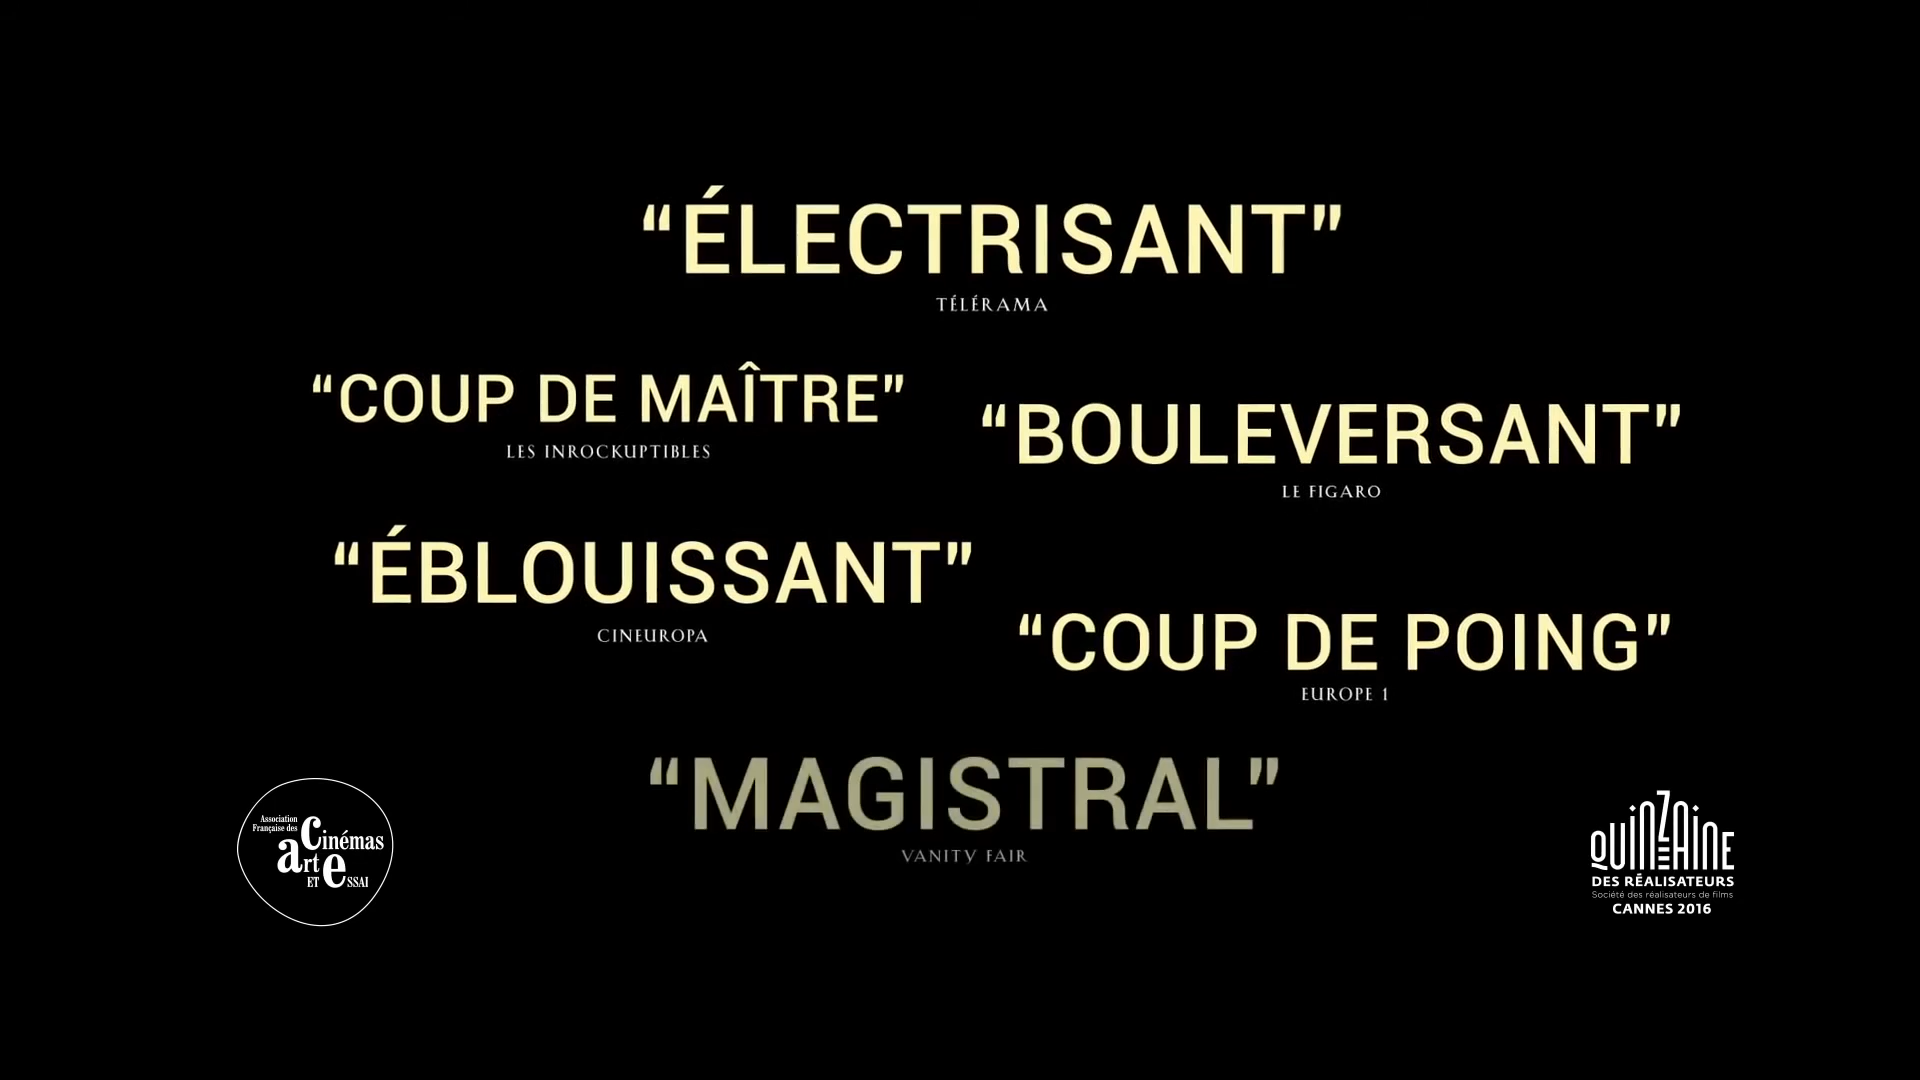 “ÉLECTRISANT”
TÉLÉRAMA
“COUP DE MAÎTRE”
LES INROCKUPTIBLES
“BOULEVERSANT”
LE FIGARO
“ÉBLOUISSANT”
CINEUROPA
“COUP DE POING”
EUROPE 1
“MAGISTRAL”
VANITY FAIR
Association
Française des
Cinémas
art
ET essai
QUINZAINE
DES RÉALISATEURS
Société des réalisateurs de films
CANNES 2016